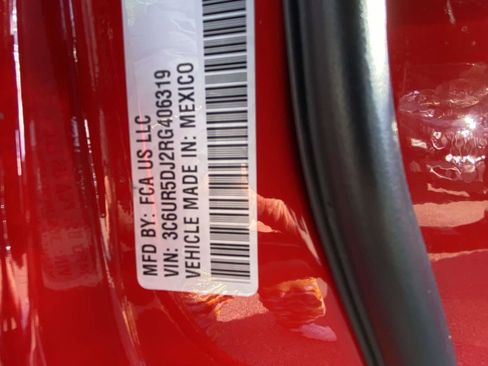 MFD BY: FCA US LLC
VIN: 3C6UR5DJ2RG406319
VEHICLE MADE IN: MEXICO